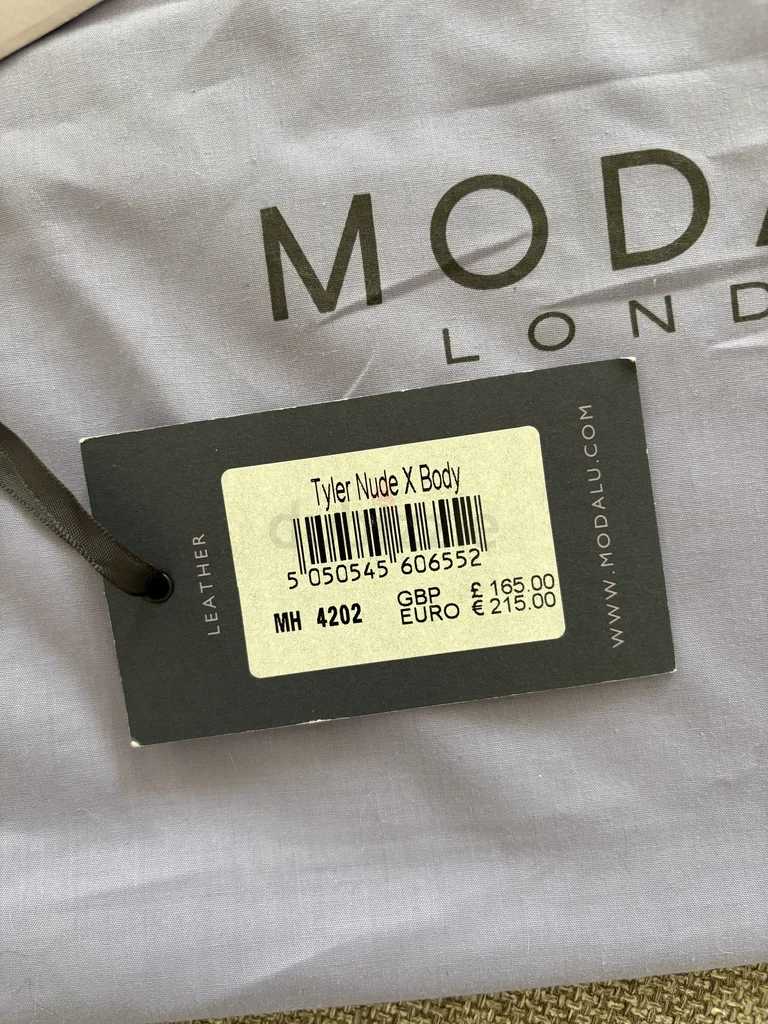 MODA
LOND
Tyler Nude X Body
5 050545 606552
MH 4202
GBP £ 165.00
EURO € 215.00
LEATHER
WWW.MODALU.COM